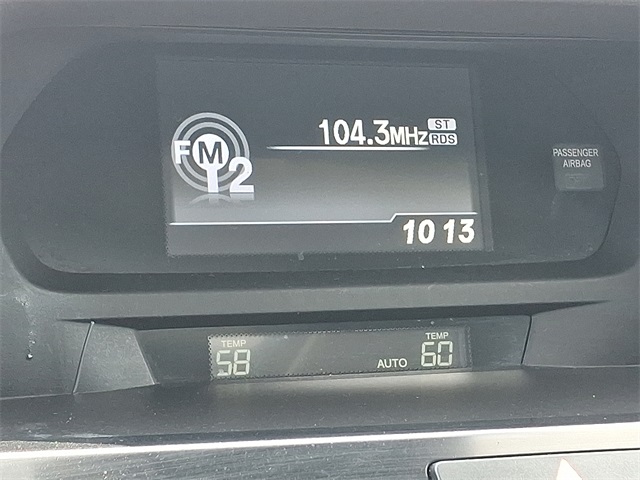 104.3MHz ST RDS
FM2
PASSENGER
AIRBAG
10 13
TEMP TEMP
58 AUTO 60